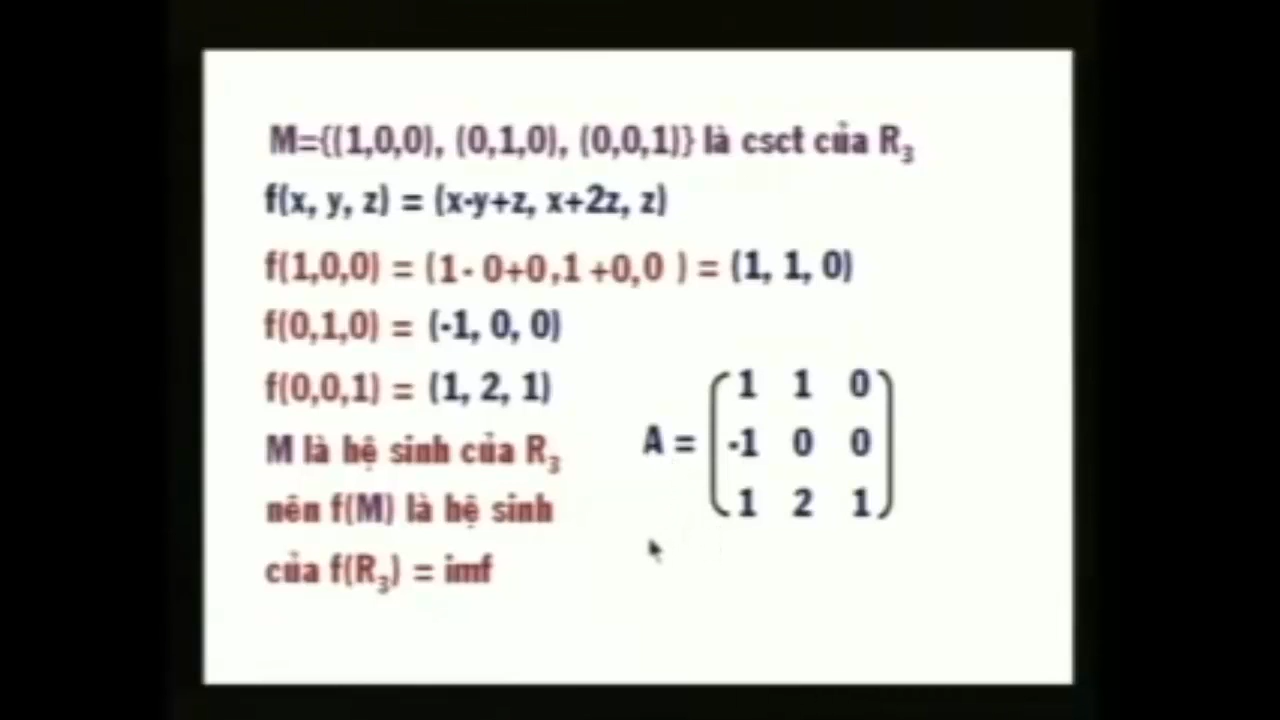 M={(1,0,0), (0,1,0), (0,0,1)} là csct của R₃
f(x, y, z) = (x-y+z, x+2z, z)
f(1,0,0) = (1- 0+0,1 +0,0 ) = (1, 1, 0)
f(0,1,0) = (-1, 0, 0)
f(0,0,1) = (1, 2, 1)
M là hệ sinh của R₃
nên f(M) là hệ sinh
của f(R₃) = imf
1 1 0
A = -1 0 0
1 2 1